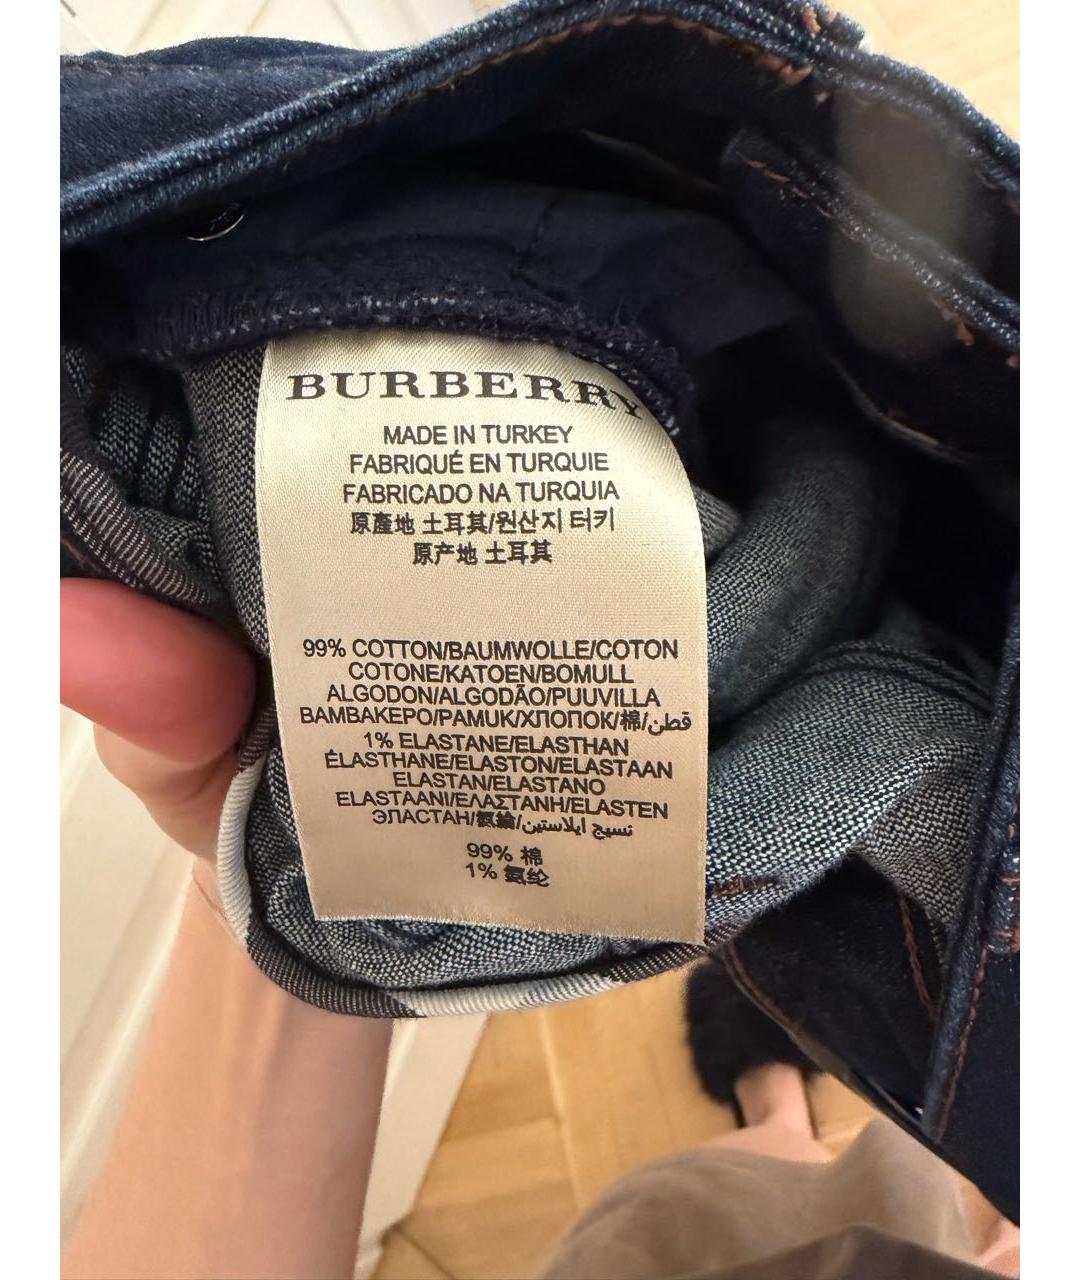 BURBERRY
MADE IN TURKEY
FABRIQUÉ EN TURQUIE
FABRICADO NA TURQUIA
原產地 土耳其/원산지 터키
原产地 土耳其
99% COTTON/BAUMWOLLE/COTON
COTONE/KATOEN/BOMULL
ALGODON/ALGODÃO/PUUVILLA
BAMBAKEPO/PAMUK/ХЛОПОК/棉/قطن
1% ELASTANE/ELASTHAN
ÉLASTHANE/ELASTON/ELASTAAN
ELASTAN/ELASTANO
ELASTAANI/ΕΛΑΣΤΑΝΗ/ELASTEN
ЭЛАСТАН/氨綸/نسيج ايلاستين
99% 棉
1% 氨纶